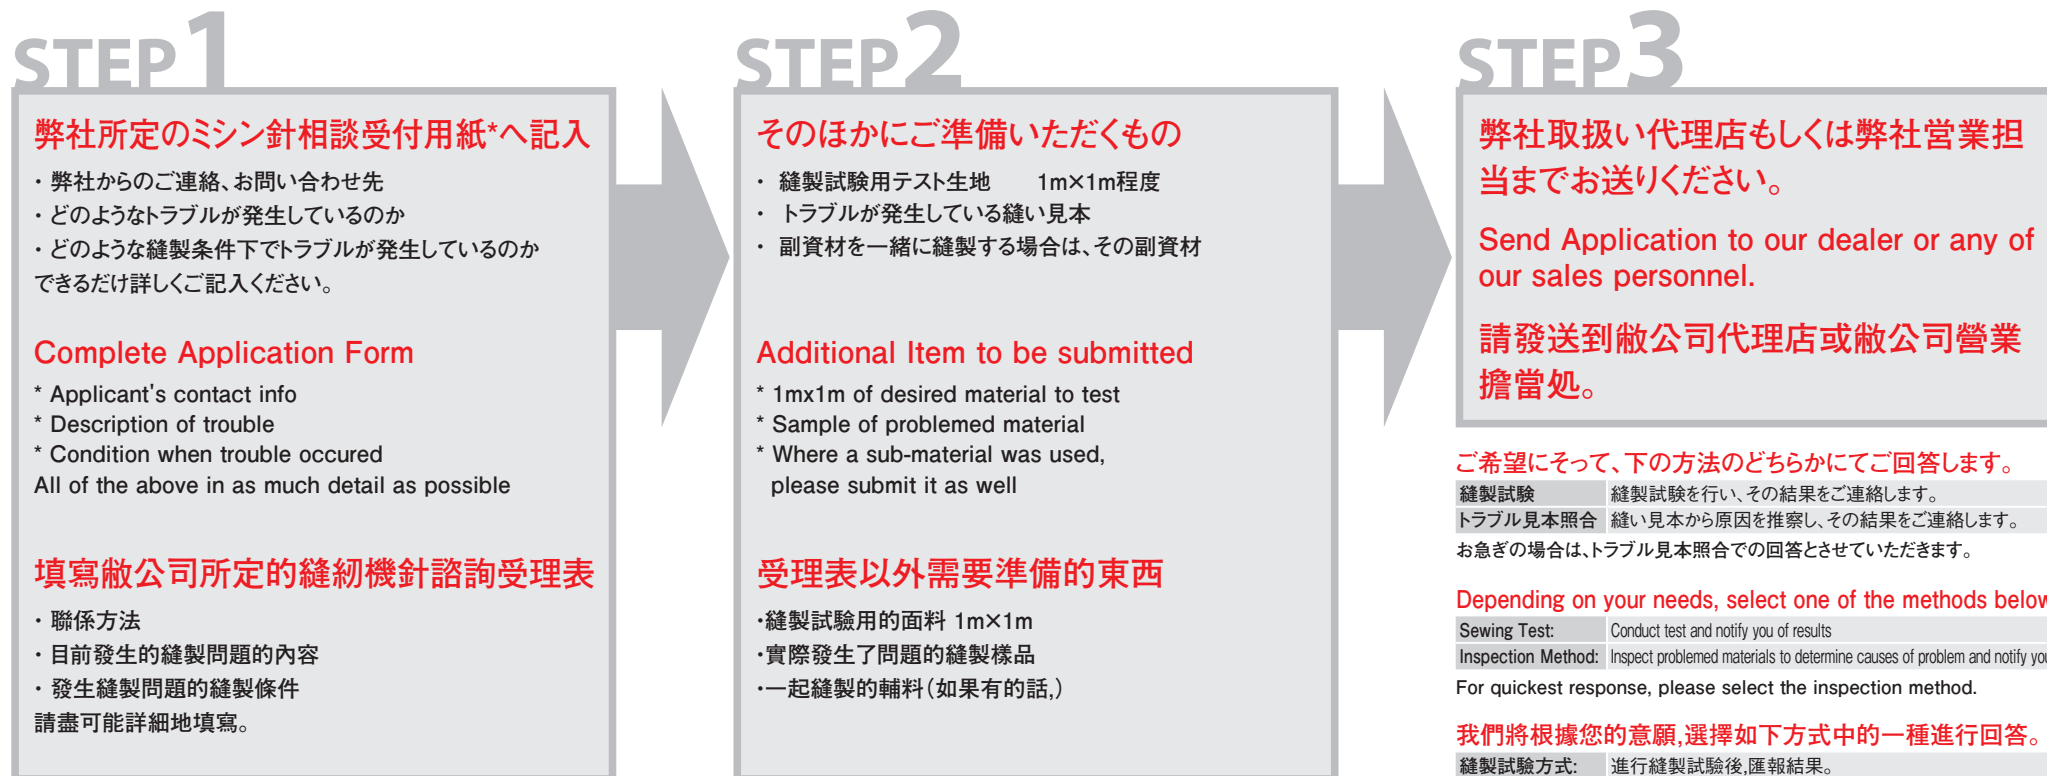 STEP1
弊社所定のミシン針相談受付用紙*へ記入
・弊社からのご連絡、お問い合わせ先
・どのようなトラブルが発生しているのか
・どのような縫製条件下でトラブルが発生しているのか
できるだけ詳しくご記入ください。
Complete Application Form
* Applicant's contact info
* Description of trouble
* Condition when trouble occured
All of the above in as much detail as possible
填寫敝公司所定的縫紉機針諮詢受理表
・聯係方法
・目前發生的縫製問題的內容
・發生縫製問題的縫製條件
請盡可能詳細地填寫。
STEP2
そのほかにご準備いただくもの
・ 縫製試験用テスト生地 1m×1m程度
・ トラブルが発生している縫い見本
・ 副資材を一緒に縫製する場合は、その副資材
Additional Item to be submitted
* 1mx1m of desired material to test
* Sample of problemed material
* Where a sub-material was used,
please submit it as well
受理表以外需要準備的東西
・縫製試驗用的面料 1m×1m
・實際發生了問題的縫製樣品
・一起縫製的輔料(如果有的話,)
STEP3
弊社取扱い代理店もしくは弊社営業担
当までお送りください。
Send Application to our dealer or any of
our sales personnel.
請發送到敝公司代理店或敝公司營業
擔當処。
ご希望にそって、下の方法のどちらかにてご回答します。
縫製試験 縫製試験を行い、その結果をご連絡します。
トラブル見本照合 縫い見本から原因を推察し、その結果をご連絡します。
お急ぎの場合は、トラブル見本照合での回答とさせていただきます。
Depending on your needs, select one of the methods below
Sewing Test: Conduct test and notify you of results
Inspection Method: Inspect problemed materials to determine causes of problem and notify you
For quickest response, please select the inspection method.
我們將根據您的意願,選擇如下方式中的一種進行回答。
縫製試驗方式: 進行縫製試驗後,匯報結果。